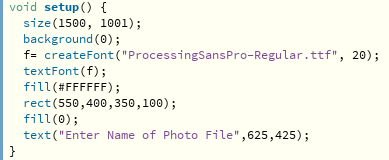 void setup() {
  size(1500, 1001);
  background(0);
  f= createFont("ProcessingSansPro-Regular.ttf", 20);
  textFont(f);
  fill(#FFFFFF);
  rect(550,400,350,100);
  fill(0);
  text("Enter Name of Photo File",625,425);
}